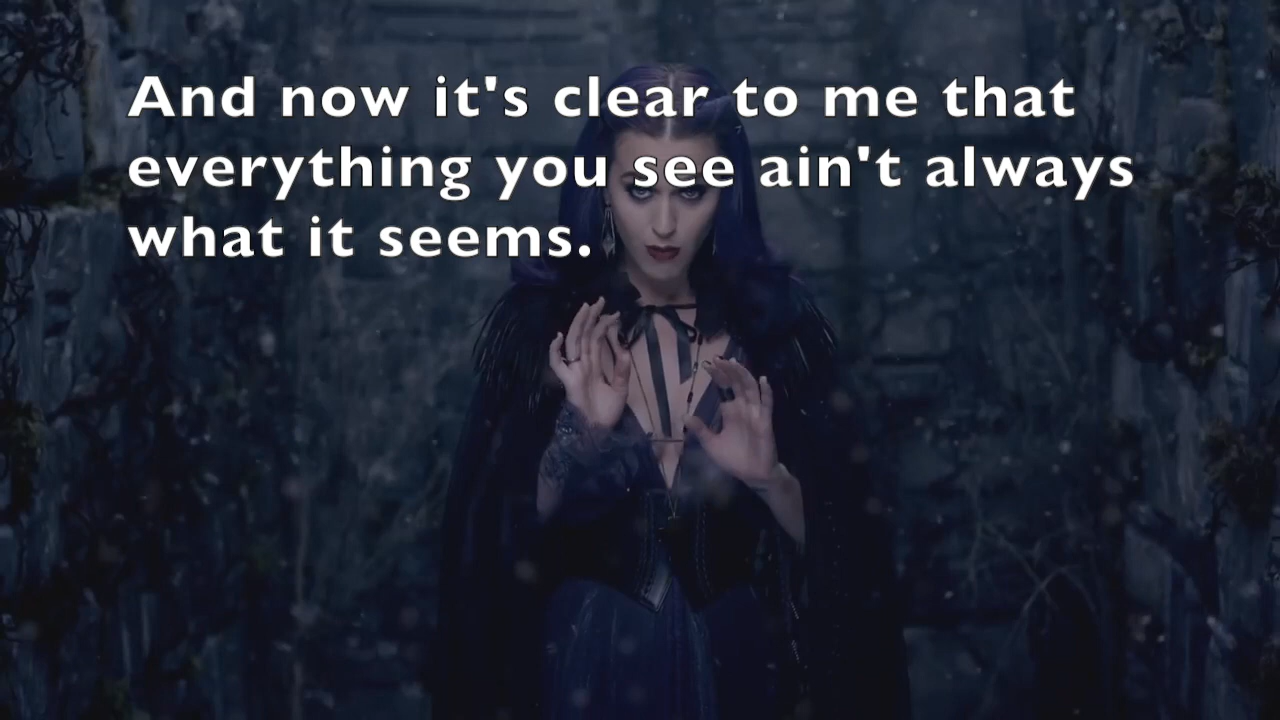 And now it's clear to me that
everything you see ain't always
what it seems.